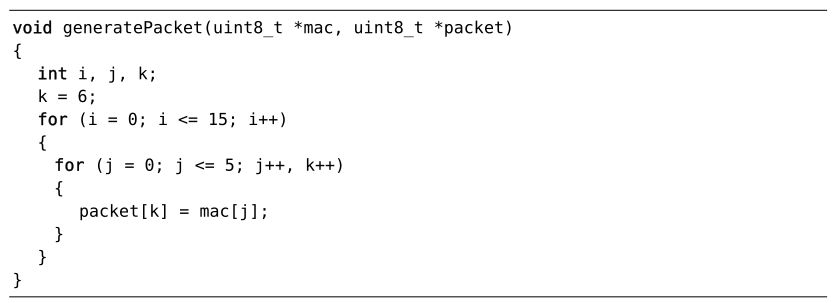 void generatePacket(uint8_t *mac, uint8_t *packet)
{
int i, j, k;
k = 6;
for (i = 0; i <= 15; i++)
{
for (j = 0; j <= 5; j++, k++)
{
packet[k] = mac[j];
}
}
}